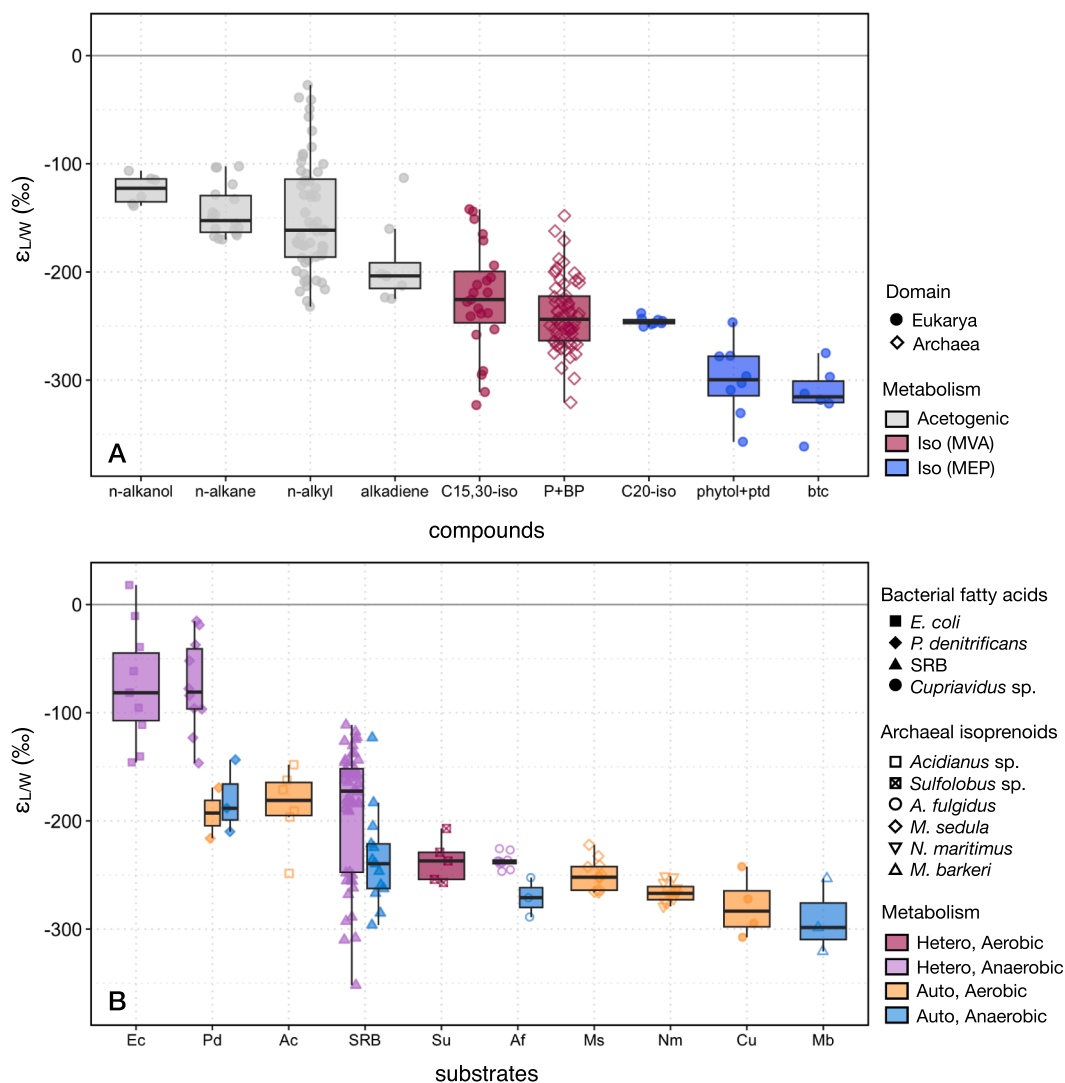 0
-100
-200
-300
εL/W (‰)
A
n-alkanol n-alkane n-alkyl alkadiene C15,30-iso P+BP C20-iso phytol+ptd btc
compounds
Domain
Eukarya
Archaea
Metabolism
Acetogenic
Iso (MVA)
Iso (MEP)
0
-100
-200
-300
εL/W (‰)
B
Ec Pd Ac SRB Su Af Ms Nm Cu Mb
substrates
Bacterial fatty acids
E. coli
P. denitrificans
SRB
Cupriavidus sp.
Archaeal isoprenoids
Acidianus sp.
Sulfolobus sp.
A. fulgidus
M. sedula
N. maritimus
M. barkeri
Metabolism
Hetero, Aerobic
Hetero, Anaerobic
Auto, Aerobic
Auto, Anaerobic